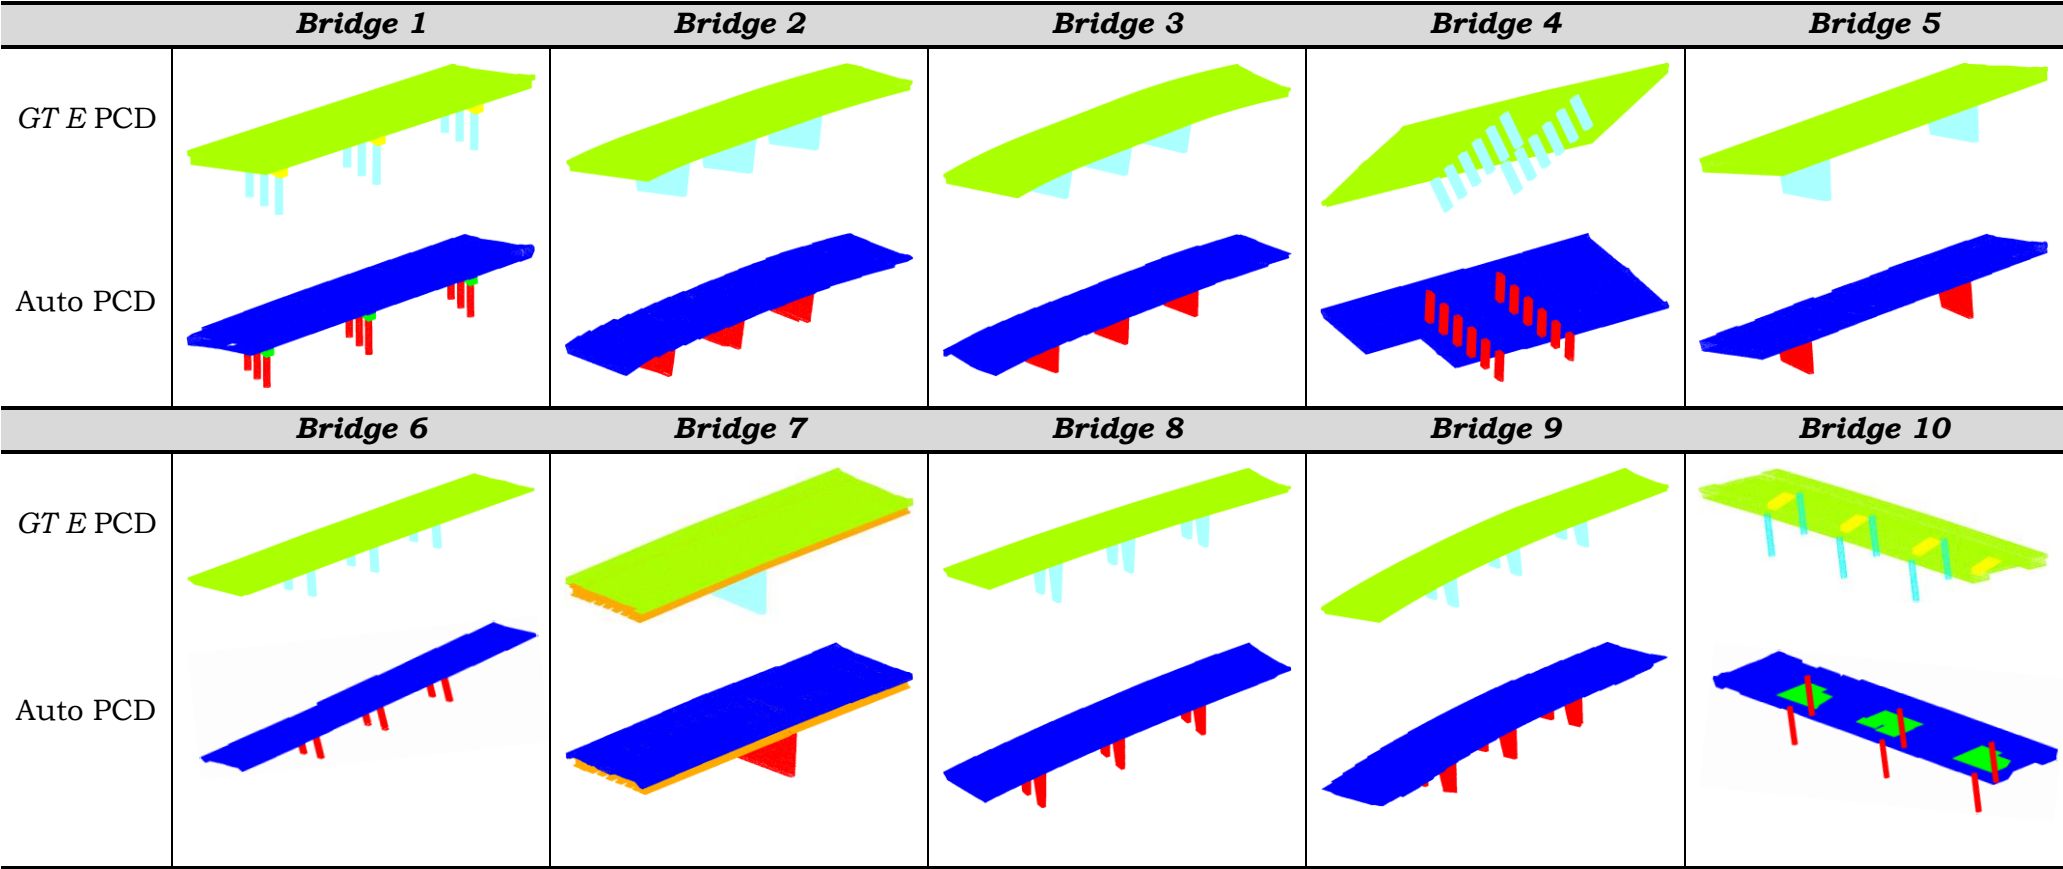 Bridge 1 Bridge 2 Bridge 3 Bridge 4 Bridge 5
GT E PCD
Auto PCD
Bridge 6 Bridge 7 Bridge 8 Bridge 9 Bridge 10
GT E PCD
Auto PCD